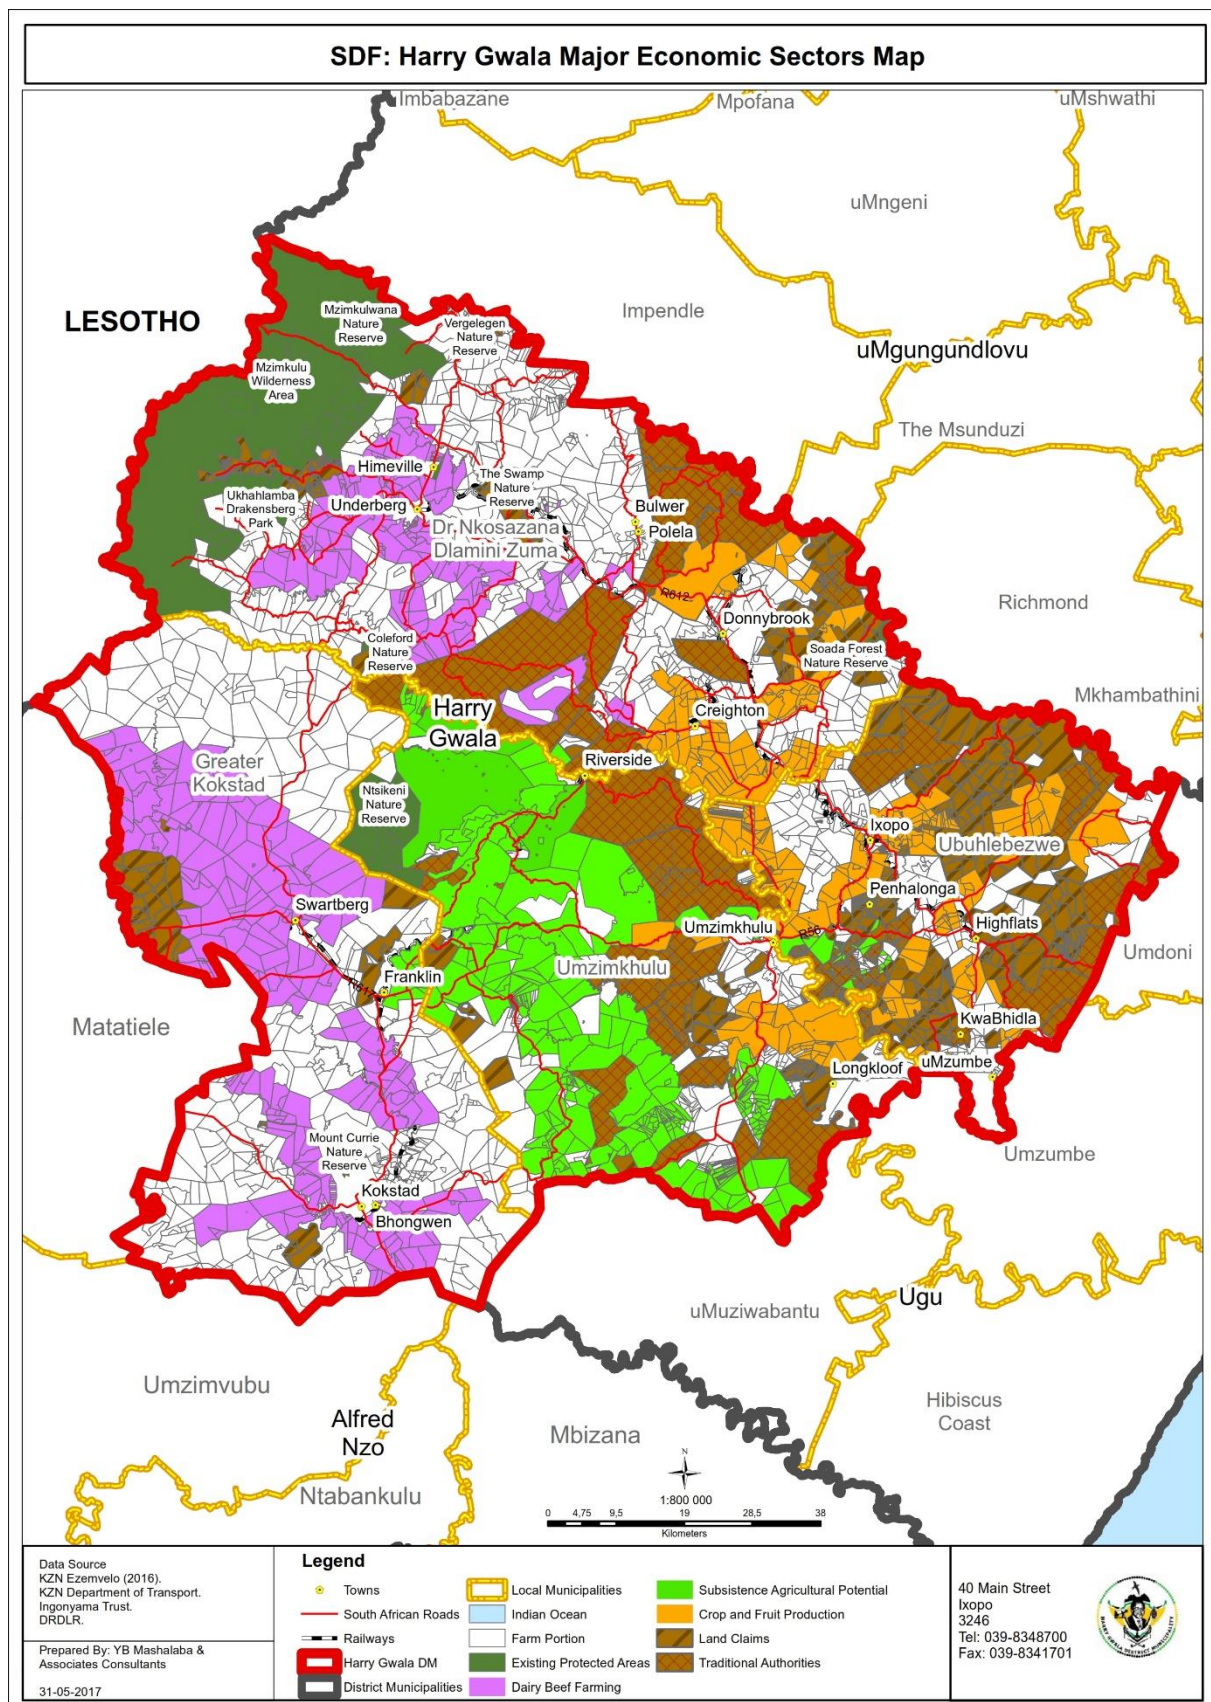 SDF: Harry Gwala Major Economic Sectors Map
Imbabazane
Mpofana
uMshwathi
uMngeni
LESOTHO
Impendle
Mzimkulwana
Nature
Reserve
Vergelegen
Nature
Reserve
uMgungundlovu
Mzimkulu
Wilderness
Area
The Msunduzi
Himeville
The Swamp
Nature
Reserve
Ukhahlamba
Drakensberg
Park
Underberg
Bulwer
Dr Nkosazana
Dlamini Zuma
Polela
R612
Richmond
Donnybrook
Coleford
Nature
Reserve
Soada Forest
Nature Reserve
Mkhambathini
Harry
Gwala
Creighton
Greater
Kokstad
Riverside
Ntsikeni
Nature
Reserve
Ixopo
Ubuhlebezwe
Penhalonga
Swartberg
Umzimkhulu
R56
Highflats
Umdoni
Umzimkhulu
Franklin
R617
Matatiele
KwaBhidla
Longkloof
uMzumbe
Mount Currie
Nature
Reserve
Umzumbe
Kokstad
Bhongwen
Ugu
uMuziwabantu
Umzimvubu
Hibiscus
Coast
Alfred
Nzo
Mbizana
N
Ntabankulu
1:800 000
0 4,75 9,5 19 28,5 38
Kilometers
Data Source
KZN Ezemvelo (2016).
KZN Department of Transport.
Ingonyama Trust.
DRDLR.
Prepared By: YB Mashalaba &
Associates Consultants
31-05-2017
Legend
Towns
South African Roads
Railways
Harry Gwala DM
District Municipalities
Local Municipalities
Indian Ocean
Farm Portion
Existing Protected Areas
Dairy Beef Farming
Subsistence Agricultural Potential
Crop and Fruit Production
Land Claims
Traditional Authorities
40 Main Street
Ixopo
3246
Tel: 039-8348700
Fax: 039-8341701
HARRY GWALA DISTRICT MUNICIPALITY